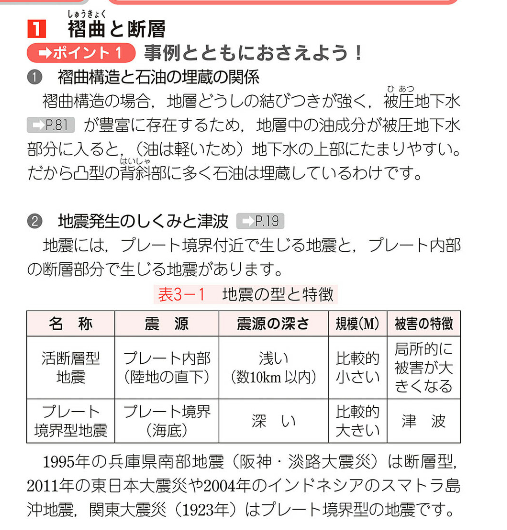 1 褶曲と断層
しゅうきょく
➡ポイント1 事例とともにおさえよう！
❶ 褶曲構造と石油の埋蔵の関係
褶曲構造の場合，地層どうしの結びつきが強く，被圧地下水
ひ あつ
➡P.81 が豊富に存在するため，地層中の油成分が被圧地下水
部分に入ると，（油は軽いため）地下水の上部にたまりやすい。
だから凸型の背斜部に多く石油は埋蔵しているわけです。
はいしゃ
❷ 地震発生のしくみと津波 ➡P.19
地震には，プレート境界付近で生じる地震と，プレート内部
の断層部分で生じる地震があります。
表3－1 地震の型と特徴
名 称 震 源 震源の深さ 規模(M) 被害の特徴
活断層型
地震
プレート内部
（陸地の直下）
浅い
（数10km 以内）
比較的
小さい
局所的に
被害が大
きくなる
プレート
境界型地震
プレート境界
（海底）
深 い
比較的
大きい
津 波
1995年の兵庫県南部地震（阪神・淡路大震災）は断層型，
2011年の東日本大震災や2004年のインドネシアのスマトラ島
沖地震，関東大震災（1923年）はプレート境界型の地震です。